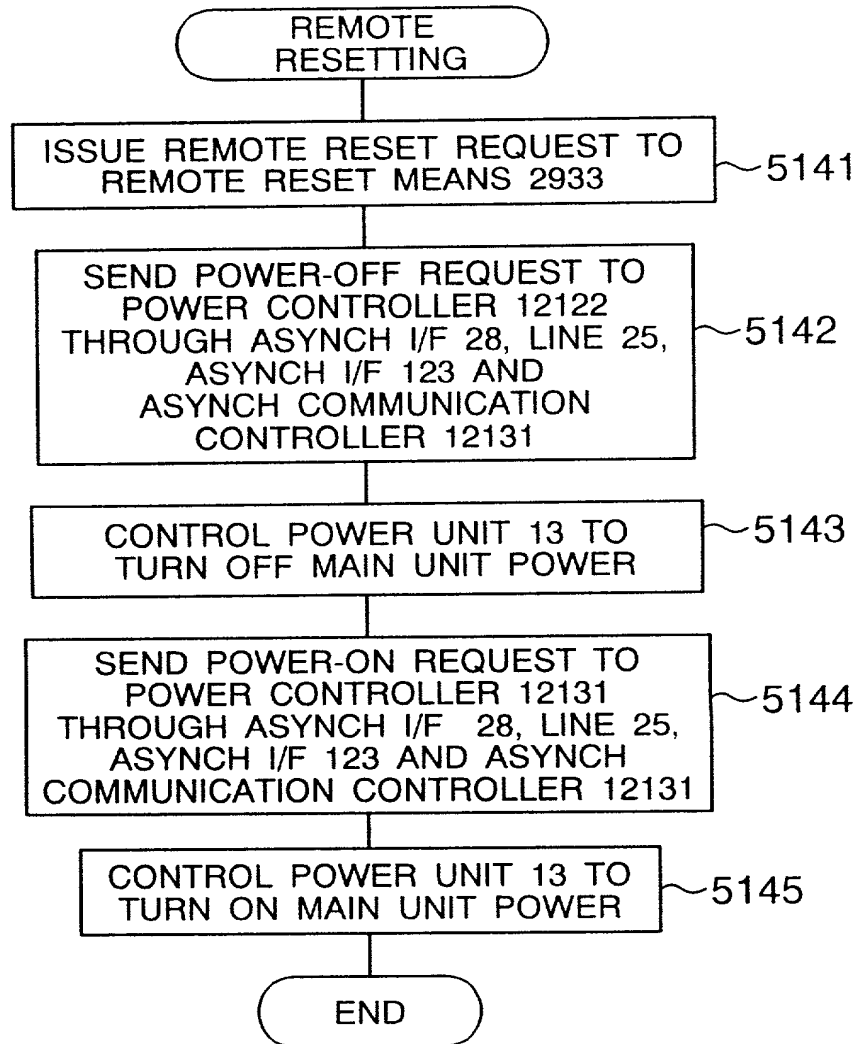 REMOTE
RESETTING
ISSUE REMOTE RESET REQUEST TO
REMOTE RESET MEANS 2933
5141
SEND POWER-OFF REQUEST TO
POWER CONTROLLER 12122
THROUGH ASYNCH I/F 28, LINE 25,
ASYNCH I/F 123 AND
ASYNCH COMMUNICATION
CONTROLLER 12131
5142
CONTROL POWER UNIT 13 TO
TURN OFF MAIN UNIT POWER
5143
SEND POWER-ON REQUEST TO
POWER CONTROLLER 12131
THROUGH ASYNCH I/F 28, LINE 25,
ASYNCH I/F 123 AND ASYNCH
COMMUNICATION CONTROLLER 12131
5144
CONTROL POWER UNIT 13 TO
TURN ON MAIN UNIT POWER
5145
END